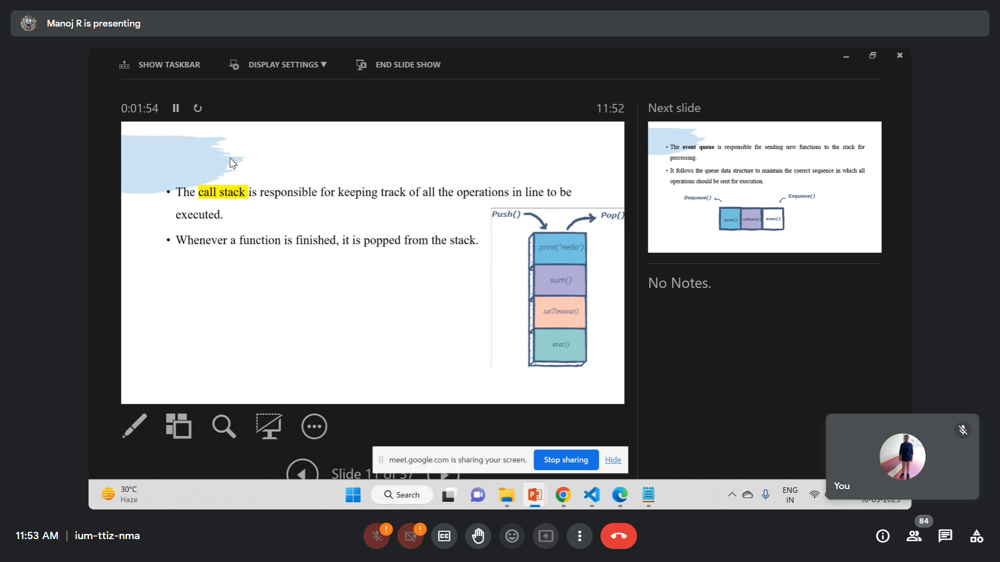 Manoj R is presenting
SHOW TASKBAR
DISPLAY SETTINGS ▼
END SLIDE SHOW
0:01:54
11:52
Next slide
• The call stack is responsible for keeping track of all the operations in line to be
executed.
• Whenever a function is finished, it is popped from the stack.
Push()
Pop()
print('Hello')
sum()
setTimeout()
exec()
• The event queue is responsible for sending new functions to the stack for
processing.
• It follows the queue data structure to maintain the correct sequence in which all
operations should be sent for execution.
Dequeue()
Enqueue()
sum()
callback()
exec()
No Notes.
meet.google.com is sharing your screen.
Stop sharing
Hide
Slide 11 of 37
You
30°C
Haze
Search
ENG
IN
16-03-2023
11:53 AM
ium-ttiz-nma
84